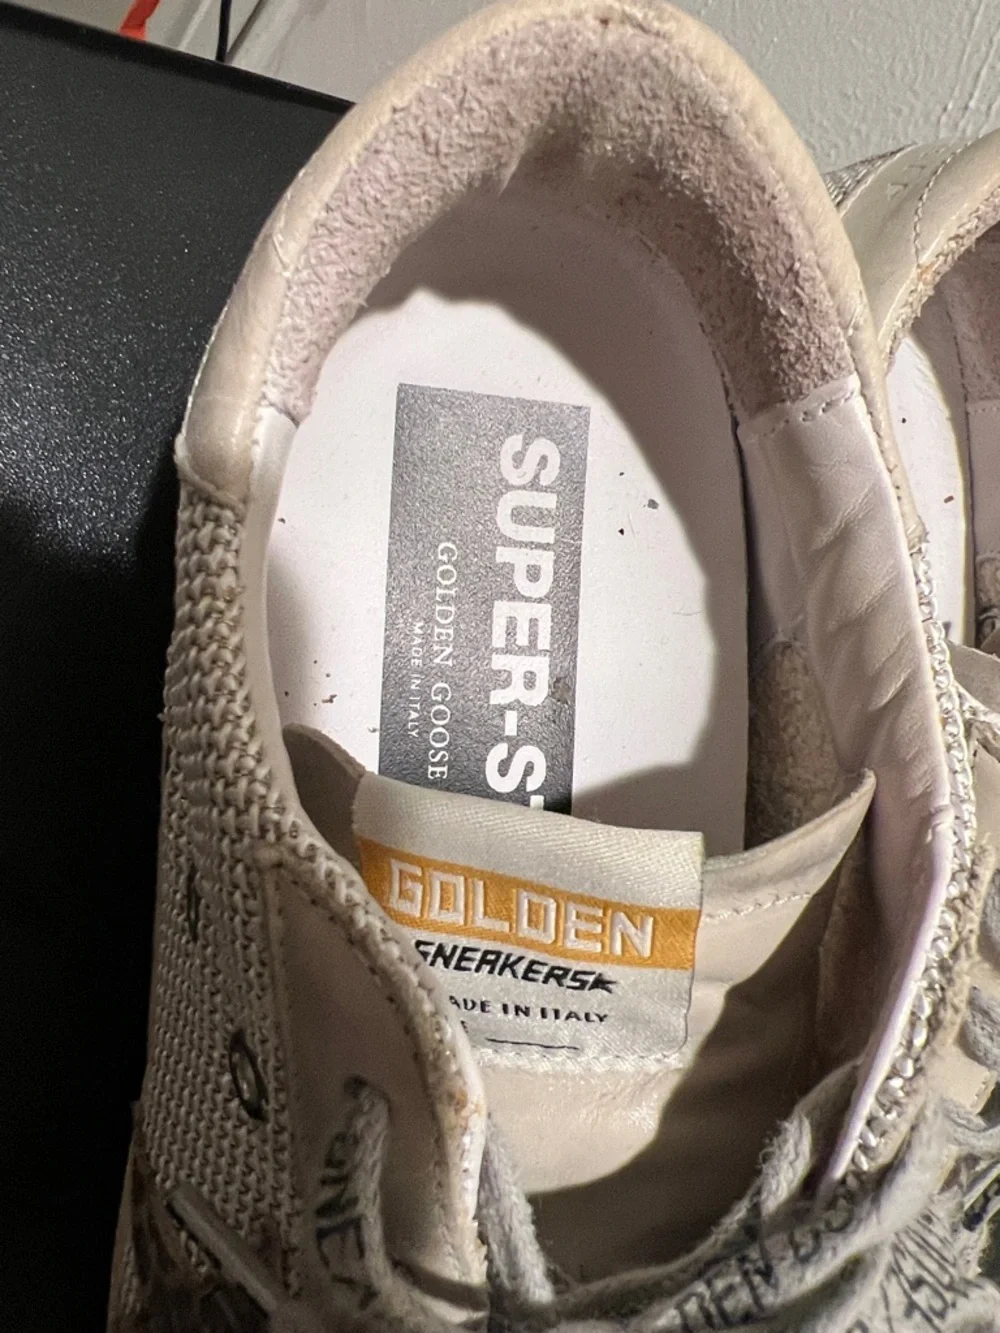 SUPER-S
GOLDEN GOOSE
MADE IN ITALY
GOLDEN
SNEAKERS
ADE IN ITALY